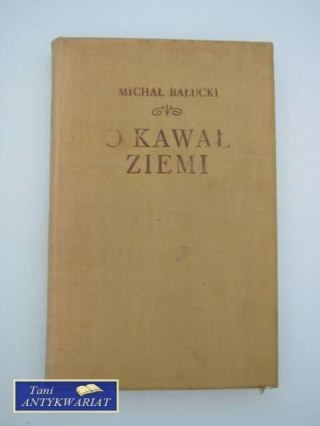 MICHAŁ BAŁUCKI
O KAWAŁ
ZIEMI
Tani
ANTYKWARIAT